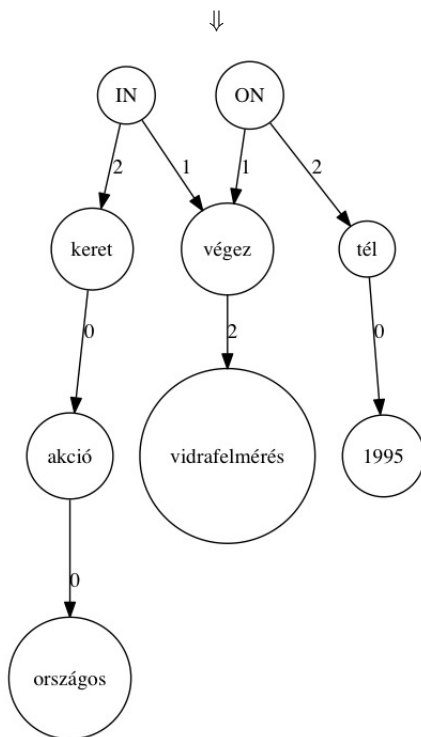 ⇓
IN ON
2 1 1 2
keret végez tél
0 2 0
akció vidrafelmérés 1995
0
országos